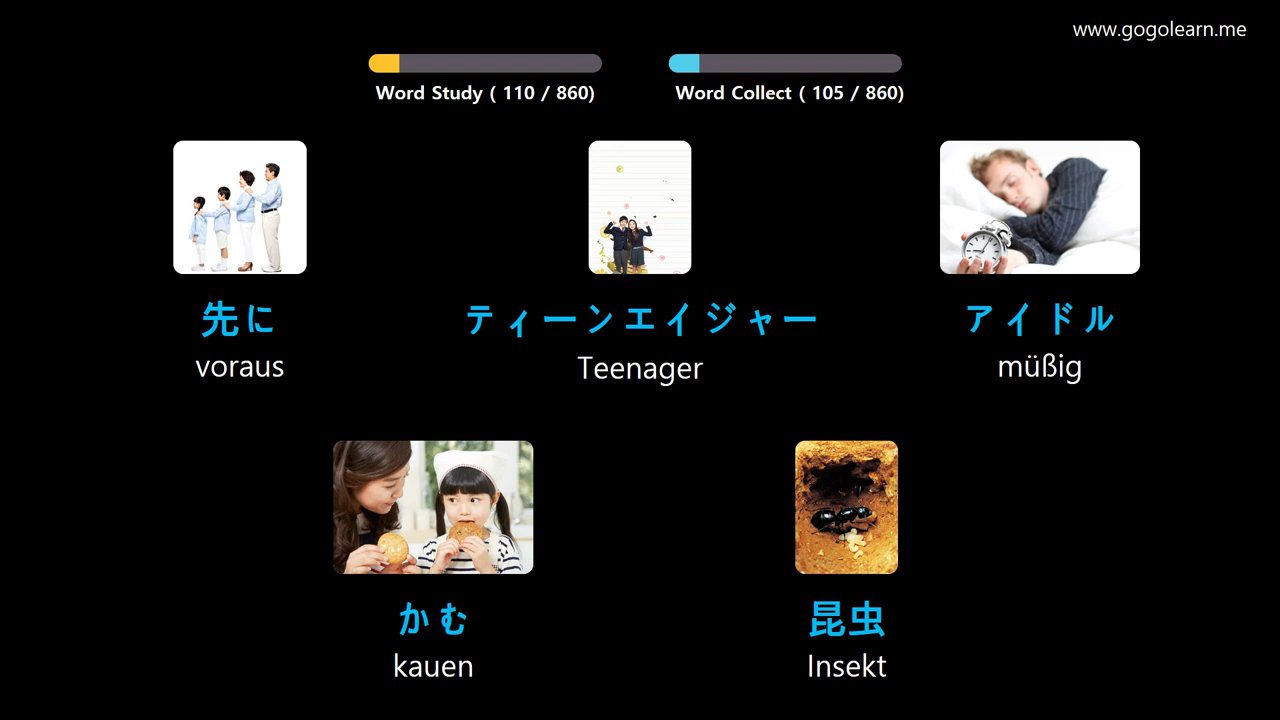 www.gogolearn.me
Word Study ( 110 / 860)
Word Collect ( 105 / 860)
先に
voraus
ティーンエイジャー
Teenager
アイドル
müßig
かむ
kauen
昆虫
Insekt